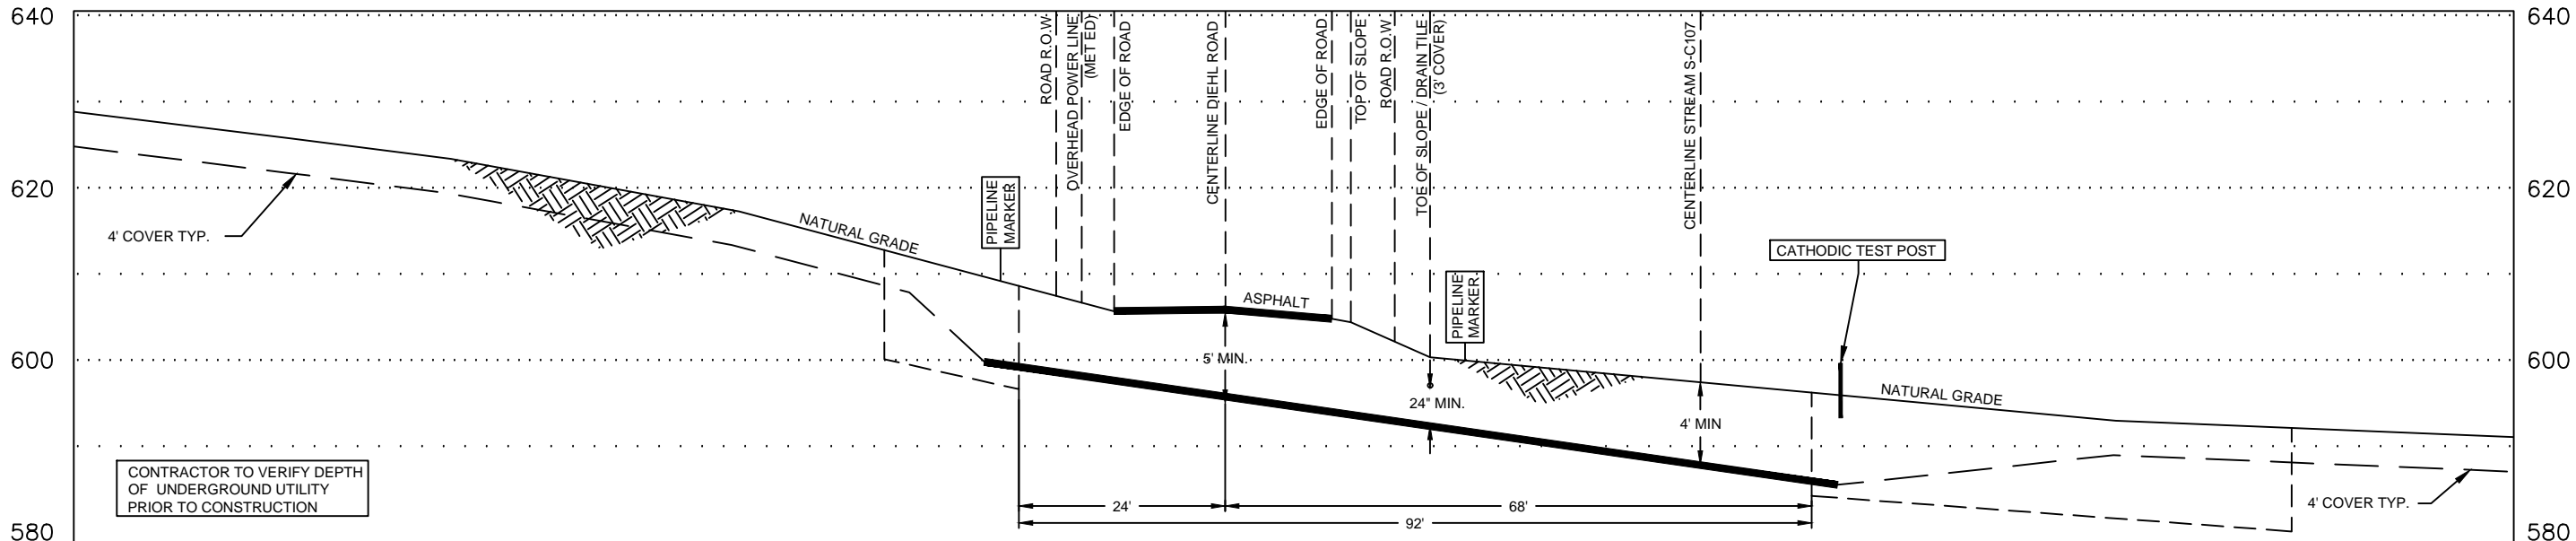 640
640
ROAD R.O.W
OVERHEAD POWER LINE
(MET ED)
EDGE OF ROAD
CENTERLINE DIEHL ROAD
EDGE OF ROAD
TOP OF SLOPE
ROAD R.O.W
TOE OF SLOPE / DRAIN TILE
(3' COVER)
CENTERLINE STREAM S-C107
620
620
4' COVER TYP.
NATURAL GRADE
PIPELINE
MARKER
CATHODIC TEST POST
ASPHALT
PIPELINE
MARKER
600
600
5' MIN.
24" MIN.
NATURAL GRADE
4' MIN
CONTRACTOR TO VERIFY DEPTH
OF UNDERGROUND UTILITY
PRIOR TO CONSTRUCTION
24'
68'
4' COVER TYP.
92'
580
580